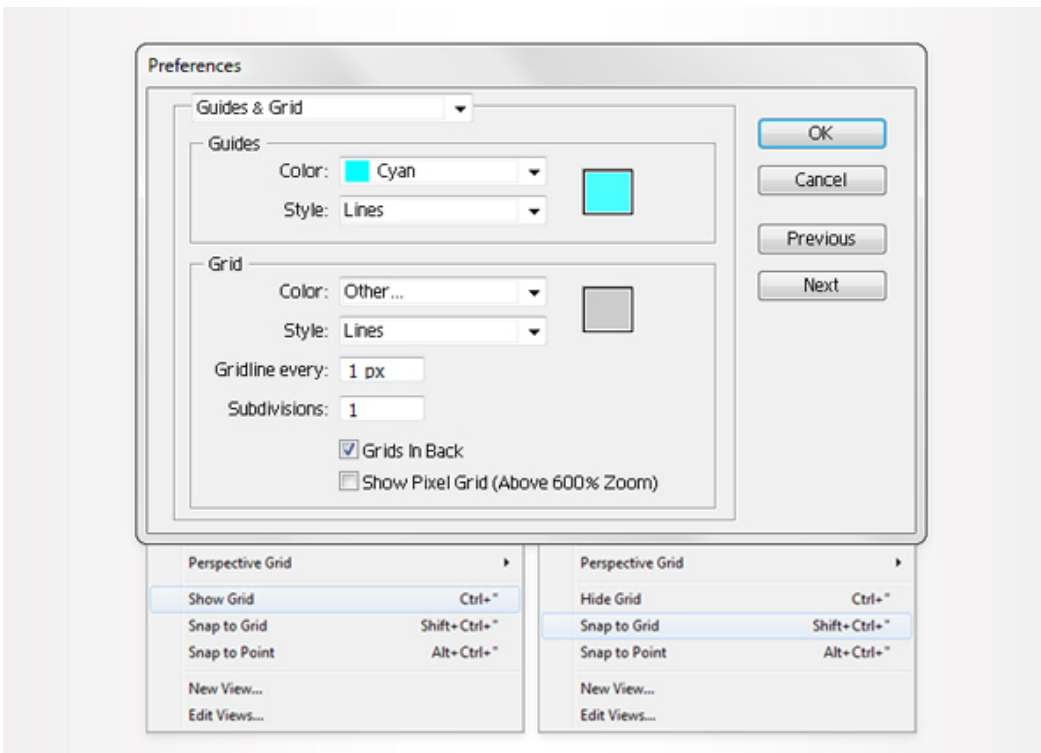 Preferences
Guides & Grid
OK
Guides
Color: Cyan
Cancel
Style: Lines
Previous
Grid
Next
Color: Other...
Style: Lines
Gridline every: 1 px
Subdivisions: 1
Grids In Back
Show Pixel Grid (Above 600% Zoom)
Perspective Grid
Show Grid Ctrl+"
Snap to Grid Shift+Ctrl+"
Snap to Point Alt+Ctrl+"
New View...
Edit Views...
Perspective Grid
Hide Grid Ctrl+"
Snap to Grid Shift+Ctrl+"
Snap to Point Alt+Ctrl+"
New View...
Edit Views...